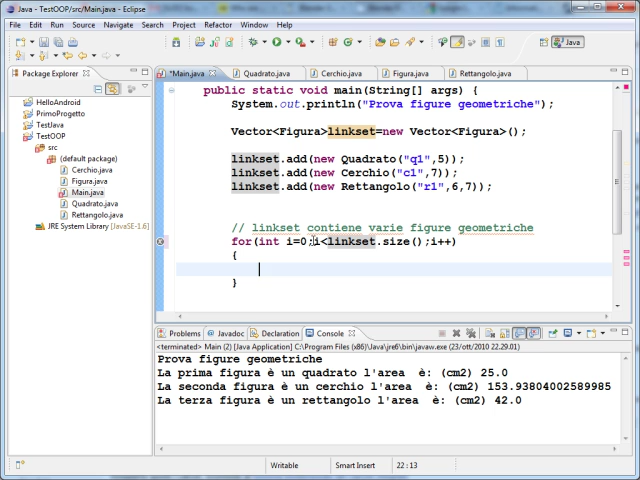 Java - TestOOP/src/Main.java - Eclipse
File Edit Run Source Navigate Search Project Refactor Window Help
Java
Package Explorer
*Main.java Quadrato.java Cerchio.java Figura.java Rettangolo.java
HelloAndroid
PrimoProgetto
TestJava
TestOOP
src
(default package)
Cerchio.java
Figura.java
Main.java
Quadrato.java
Rettangolo.java
JRE System Library [JavaSE-1.6]
public static void main(String[] args) {
System.out.println("Prova figure geometriche");
Vector<Figura>linkset=new Vector<Figura>();
linkset.add(new Quadrato("q1",5));
linkset.add(new Cerchio("c1",7));
linkset.add(new Rettangolo("r1",6,7));
// linkset contiene varie figure geometriche
for(int i=0;i<linkset.size();i++)
{
}
Problems Javadoc Declaration Console
<terminated> Main (2) [Java Application] C:\Program Files (x86)\Java\jre6\bin\javaw.exe (23/ott/2010 22.29.01)
Prova figure geometriche
La prima figura è un quadrato l'area è: (cm2) 25.0
La seconda figura è un cerchio l'area è: (cm2) 153.93804002589985
La terza figura è un rettangolo l'area è: (cm2) 42.0
Writable Smart Insert 22 : 13